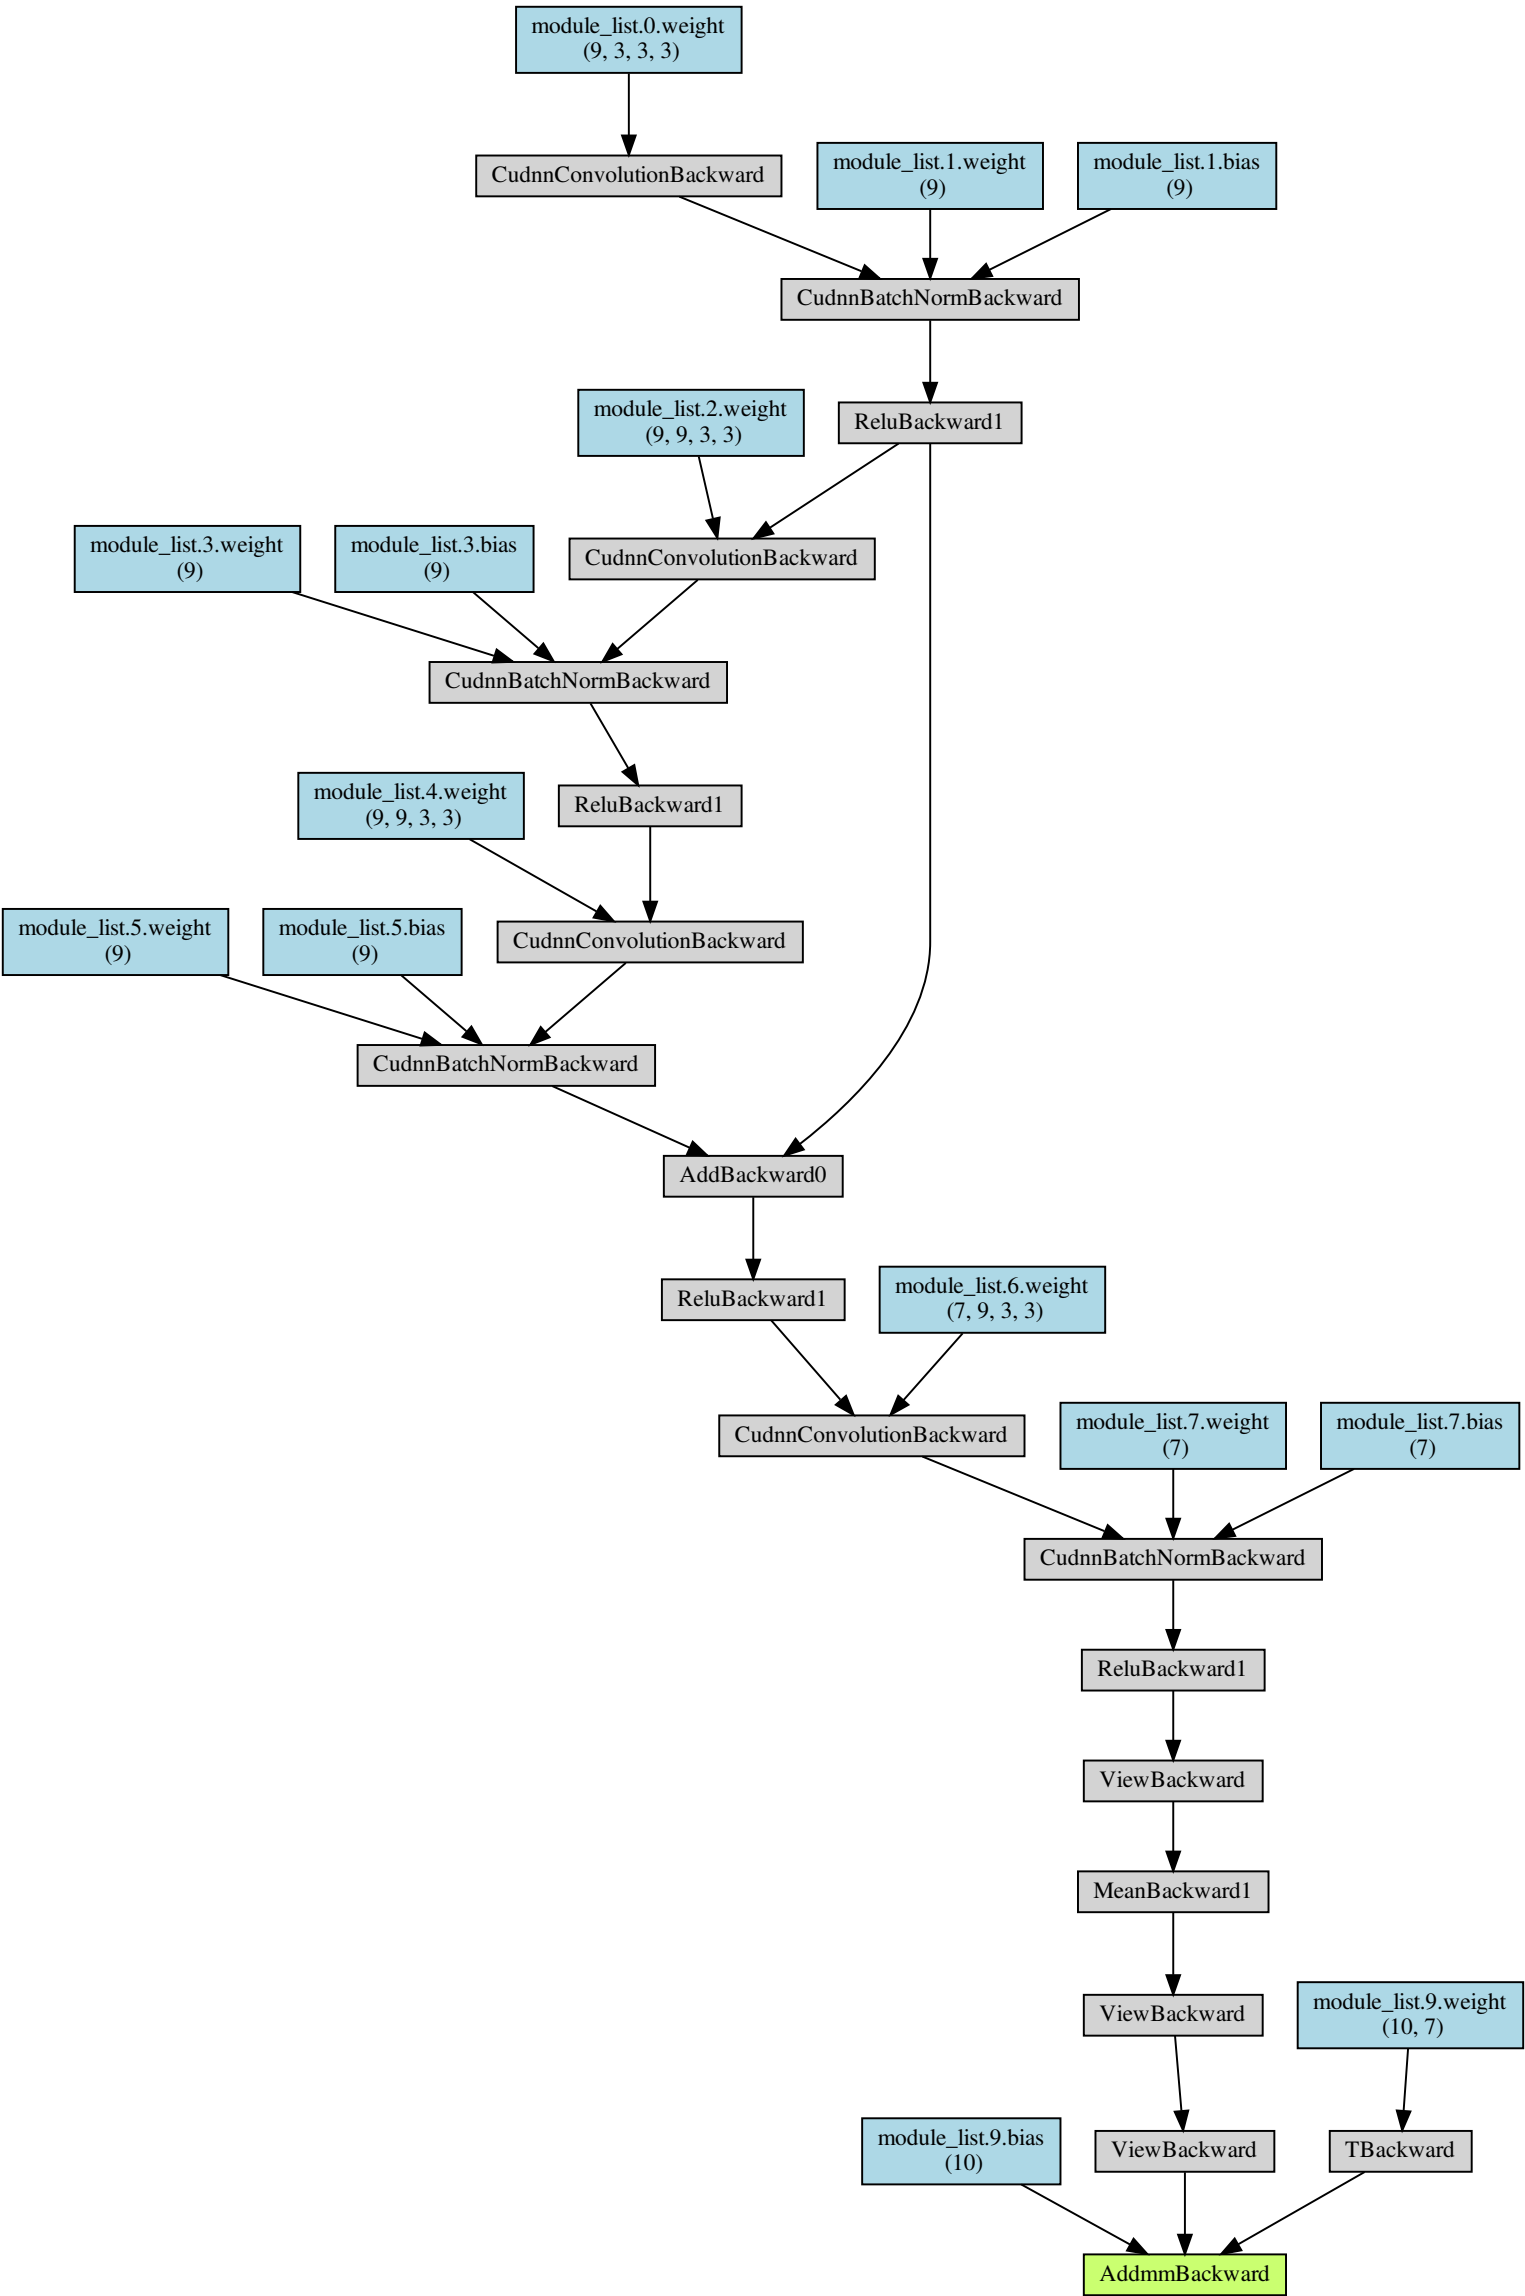 module_list.0.weight
(9, 3, 3, 3)
CudnnConvolutionBackward
module_list.1.weight
(9)
module_list.1.bias
(9)
CudnnBatchNormBackward
module_list.2.weight
(9, 9, 3, 3)
ReluBackward1
module_list.3.weight
(9)
module_list.3.bias
(9)
CudnnConvolutionBackward
CudnnBatchNormBackward
module_list.4.weight
(9, 9, 3, 3)
ReluBackward1
module_list.5.weight
(9)
module_list.5.bias
(9)
CudnnConvolutionBackward
CudnnBatchNormBackward
AddBackward0
ReluBackward1
module_list.6.weight
(7, 9, 3, 3)
CudnnConvolutionBackward
module_list.7.weight
(7)
module_list.7.bias
(7)
CudnnBatchNormBackward
ReluBackward1
ViewBackward
MeanBackward1
ViewBackward
module_list.9.weight
(10, 7)
module_list.9.bias
(10)
ViewBackward
TBackward
AddmmBackward